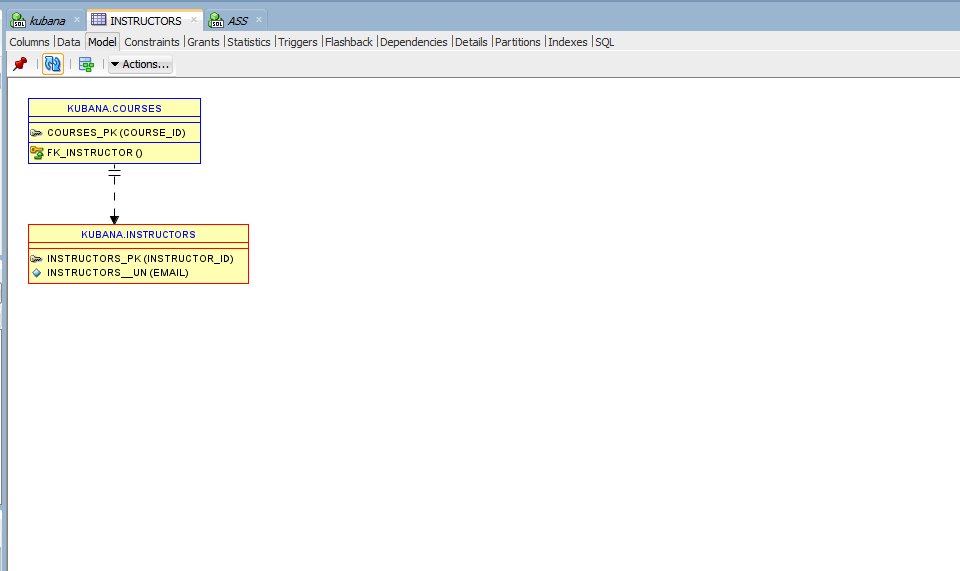 kubana INSTRUCTORS ASS
Columns Data Model Constraints Grants Statistics Triggers Flashback Dependencies Details Partitions Indexes SQL
Actions...
KUBANA.COURSES
COURSES_PK (COURSE_ID)
FK_INSTRUCTOR ()
KUBANA.INSTRUCTORS
INSTRUCTORS_PK (INSTRUCTOR_ID)
INSTRUCTORS__UN (EMAIL)